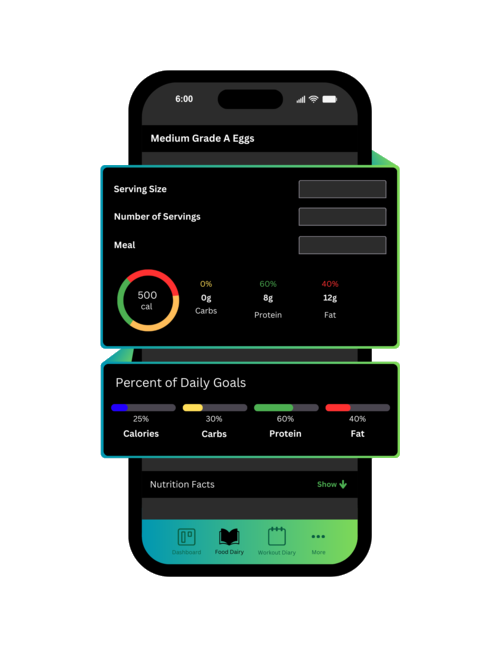 6:00
Medium Grade A Eggs
Serving Size
Number of Servings
Meal
500
cal
0% 60% 40%
0g 8g 12g
Carbs Protein Fat
Percent of Daily Goals
25% 30% 60% 40%
Calories Carbs Protein Fat
Nutrition Facts Show
Dashboard Food Dairy Workout Diary More